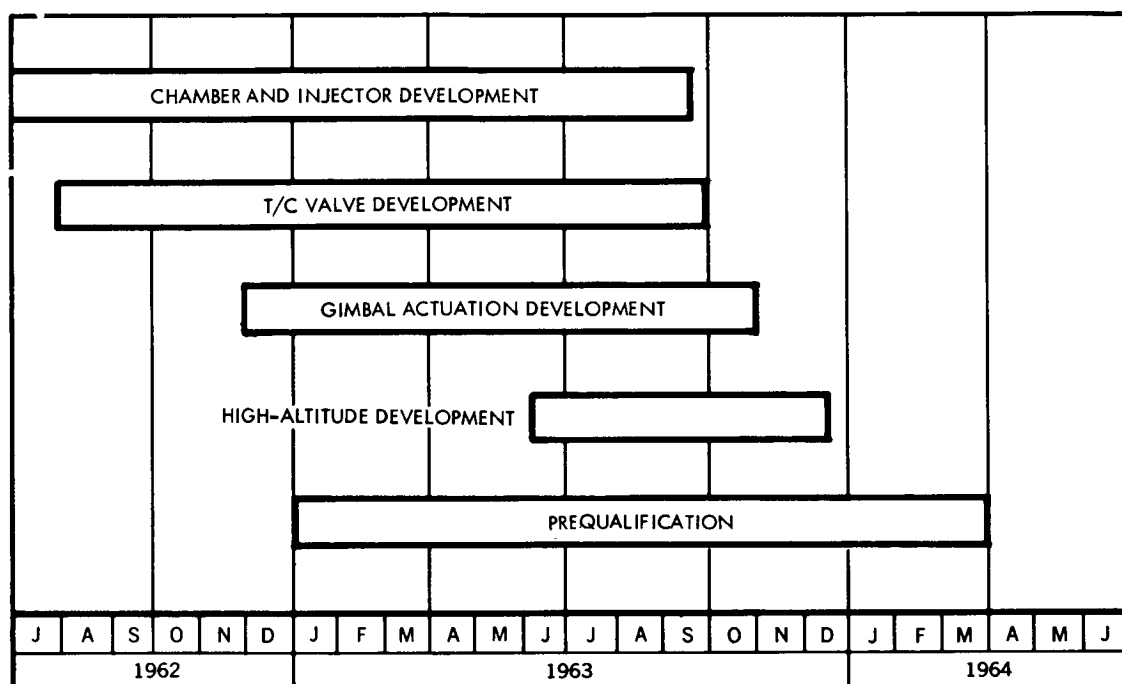 CHAMBER AND INJECTOR DEVELOPMENT
T/C VALVE DEVELOPMENT
GIMBAL ACTUATION DEVELOPMENT
HIGH-ALTITUDE DEVELOPMENT
PREQUALIFICATION
J A S O N D J F M A M J J A S O N D J F M A M J
1962 1963 1964